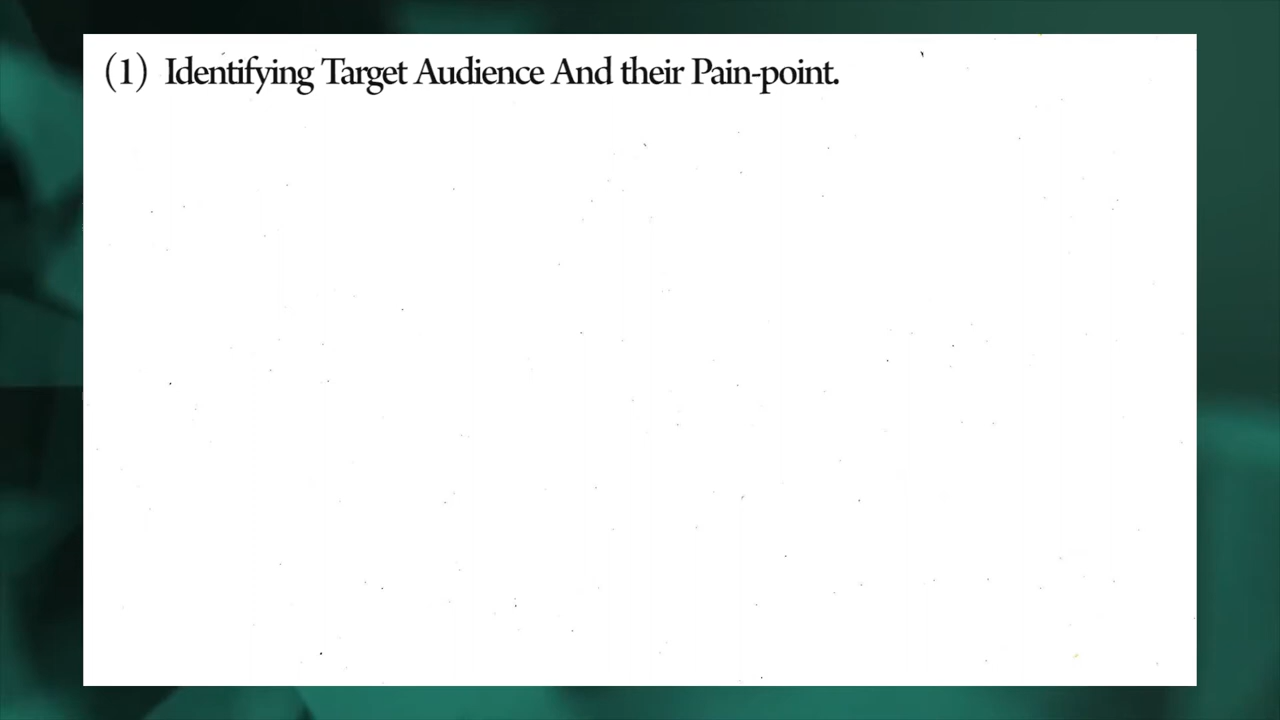 (1) Identifying Target Audience And their Pain-point.